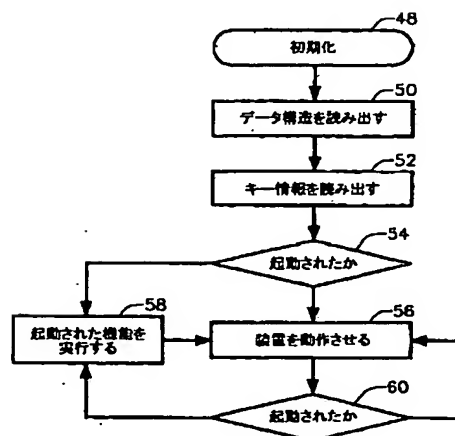 初期化
48
50
データ構造を読み出す
52
キー情報を読み出す
54
起動されたか
58
起動された機能を
実行する
56
装置を動作させる
60
起動されたか